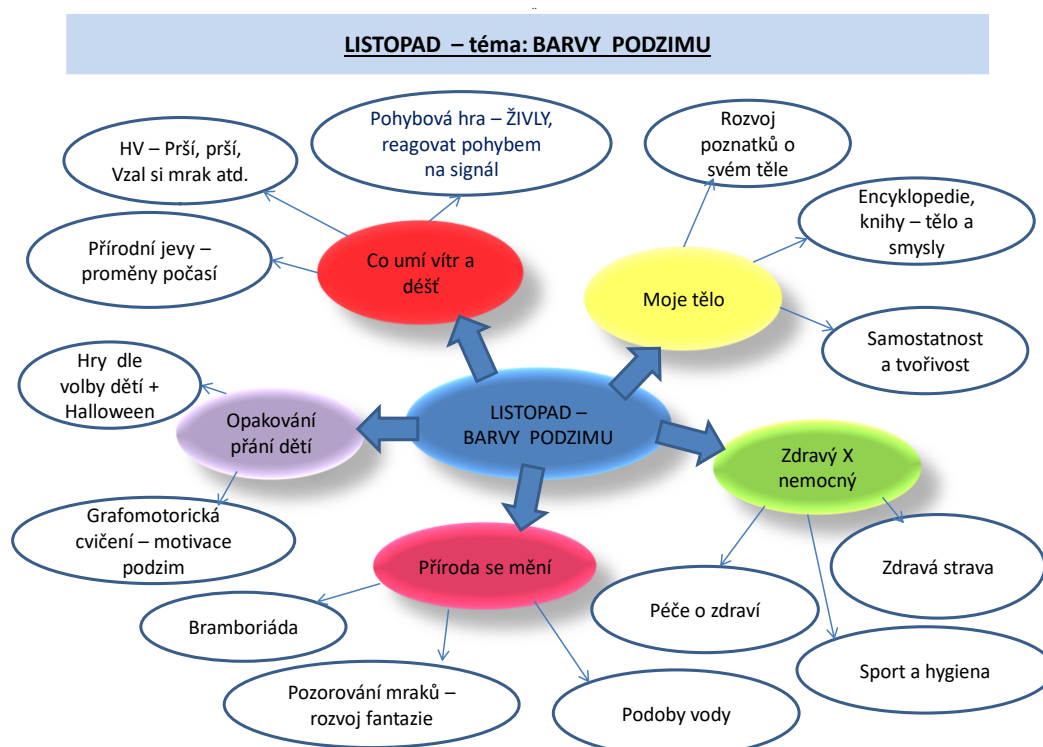 LISTOPAD – téma: BARVY PODZIMU
HV – Prší, prší,
Vzal si mrak atd.
Pohybová hra – ŽIVLY,
reagovat pohybem
na signál
Přírodní jevy –
proměny počasí
Co umí vítr a
déšť
Rozvoj
poznatků o
svém těle
Encyklopedie,
knihy – tělo a
smysly
Moje tělo
Samostatnost
a tvořivost
Hry dle
volby dětí +
Halloween
Opakování
přání dětí
Grafomotorická
cvičení – motivace
podzim
LISTOPAD –
BARVY PODZIMU
Zdravý X
nemocný
Zdravá strava
Péče o zdraví
Sport a hygiena
Příroda se mění
Bramboriáda
Pozorování mraků –
rozvoj fantazie
Podoby vody